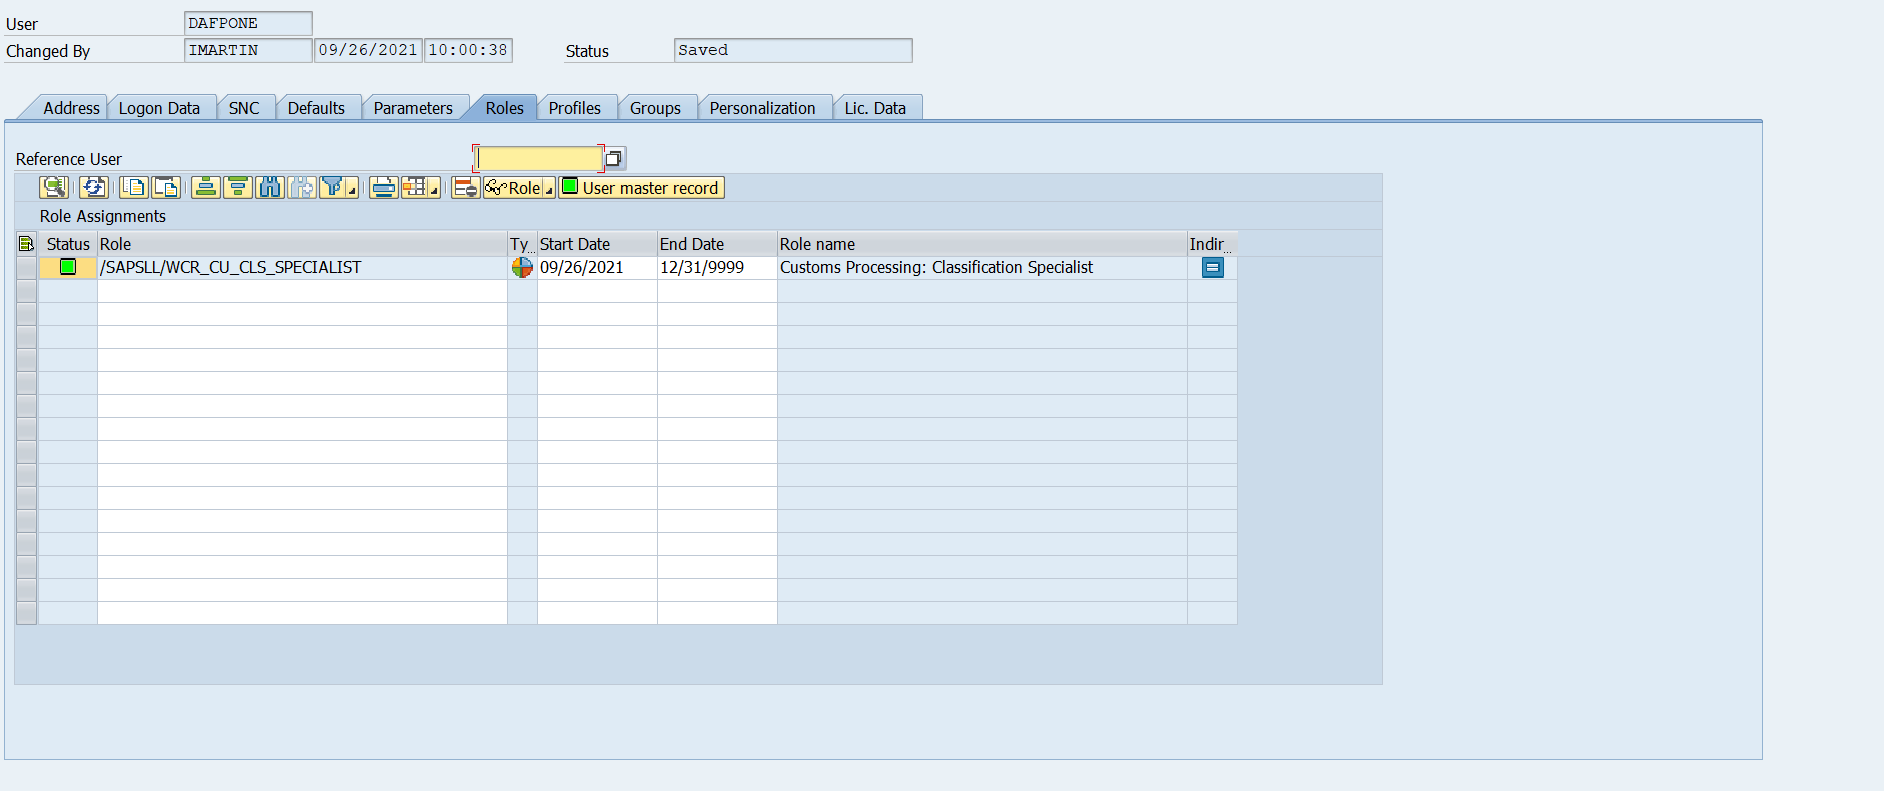 User DAFPONE
Changed By IMARTIN 09/26/2021 10:00:38 Status Saved
Address Logon Data SNC Defaults Parameters Roles Profiles Groups Personalization Lic. Data
Reference User
Role User master record
Role Assignments
Status Role Ty... Start Date End Date Role name Indir...
/SAPSLL/WCR_CU_CLS_SPECIALIST 09/26/2021 12/31/9999 Customs Processing: Classification Specialist